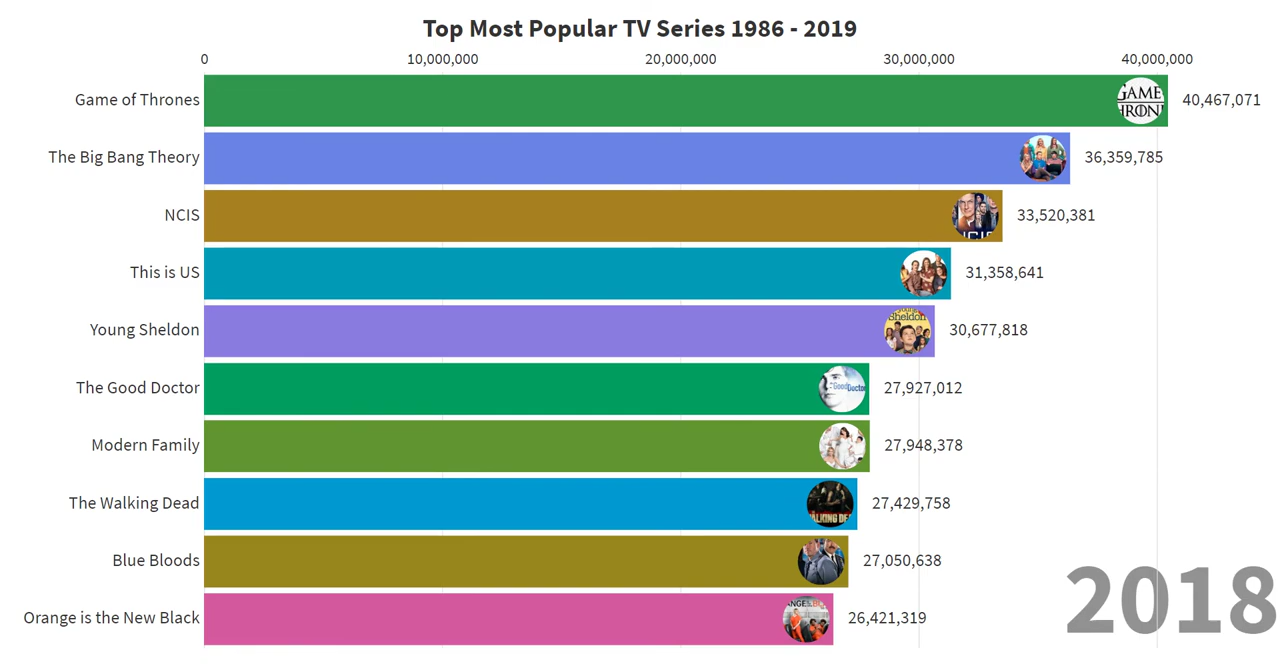 Top Most Popular TV Series 1986 - 2019
0 10,000,000 20,000,000 30,000,000 40,000,000
Game of Thrones 40,467,071
The Big Bang Theory 36,359,785
NCIS 33,520,381
This is US 31,358,641
Young Sheldon 30,677,818
The Good Doctor 27,927,012
Modern Family 27,948,378
The Walking Dead 27,429,758
Blue Bloods 27,050,638
Orange is the New Black 26,421,319
2018